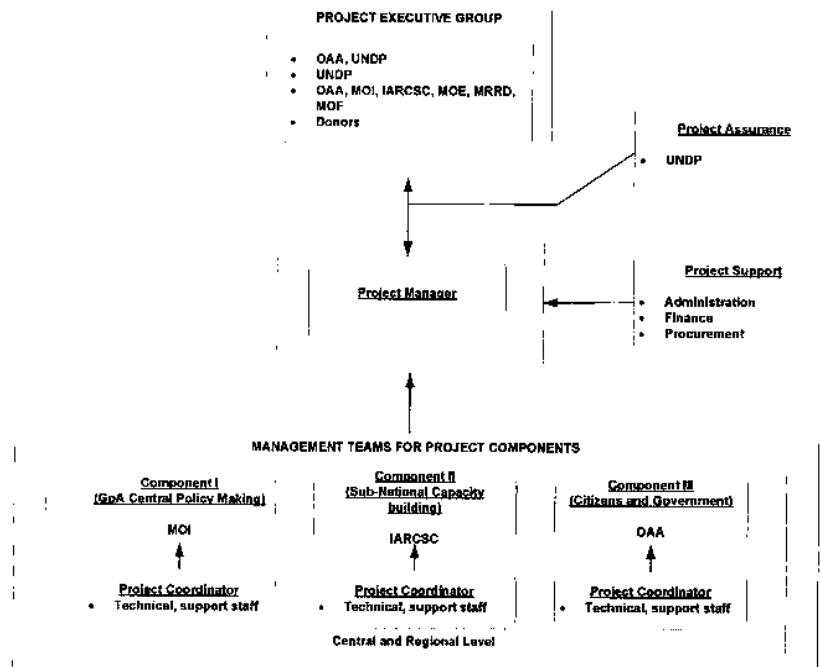 PROJECT EXECUTIVE GROUP
• OAA, UNDP
• UNDP
• OAA, MOI, IARCSC, MOE, MRRD,
MOF
• Donors
Project Assurance
• UNDP
Project Manager
Project Support
• Administration
• Finance
• Procurement
MANAGEMENT TEAMS FOR PROJECT COMPONENTS
Component I
(GoA Central Policy Making)
MOI
Project Coordinator
• Technical, support staff
Component II
(Sub-National Capacity
building)
IARCSC
Project Coordinator
• Technical, support staff
Component III
(Citizens and Government)
OAA
Project Coordinator
• Technical, support staff
Central and Regional Level